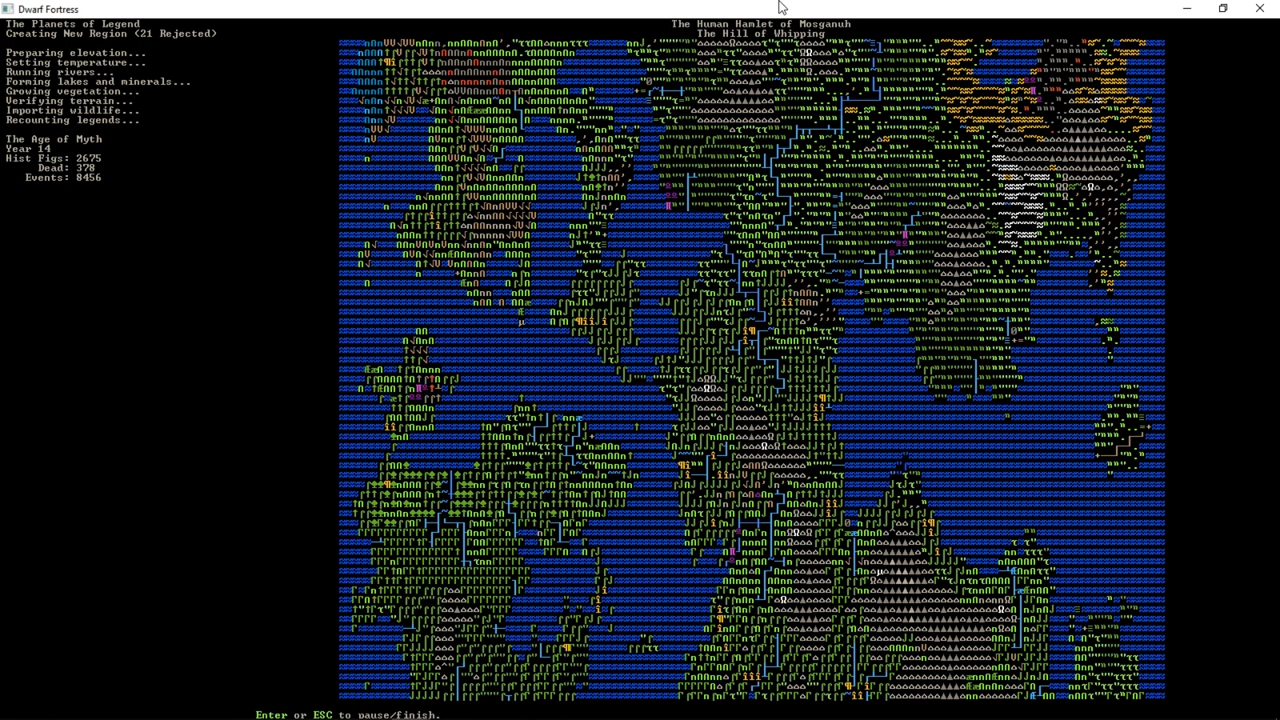 Dwarf Fortress
The Planets of Legend
Creating New Region (21 Rejected)
Preparing elevation...
Setting temperature...
Running rivers...
Forming lakes and minerals...
Growing vegetation...
Verifying terrain...
Importing wildlife...
Recounting legends...
The Age of Myth
Year 14
Hist Figs: 2675
Dead: 378
Events: 8456
The Human Hamlet of Mosganuh
The Hill of Whipping
Enter or ESC to pause/finish.